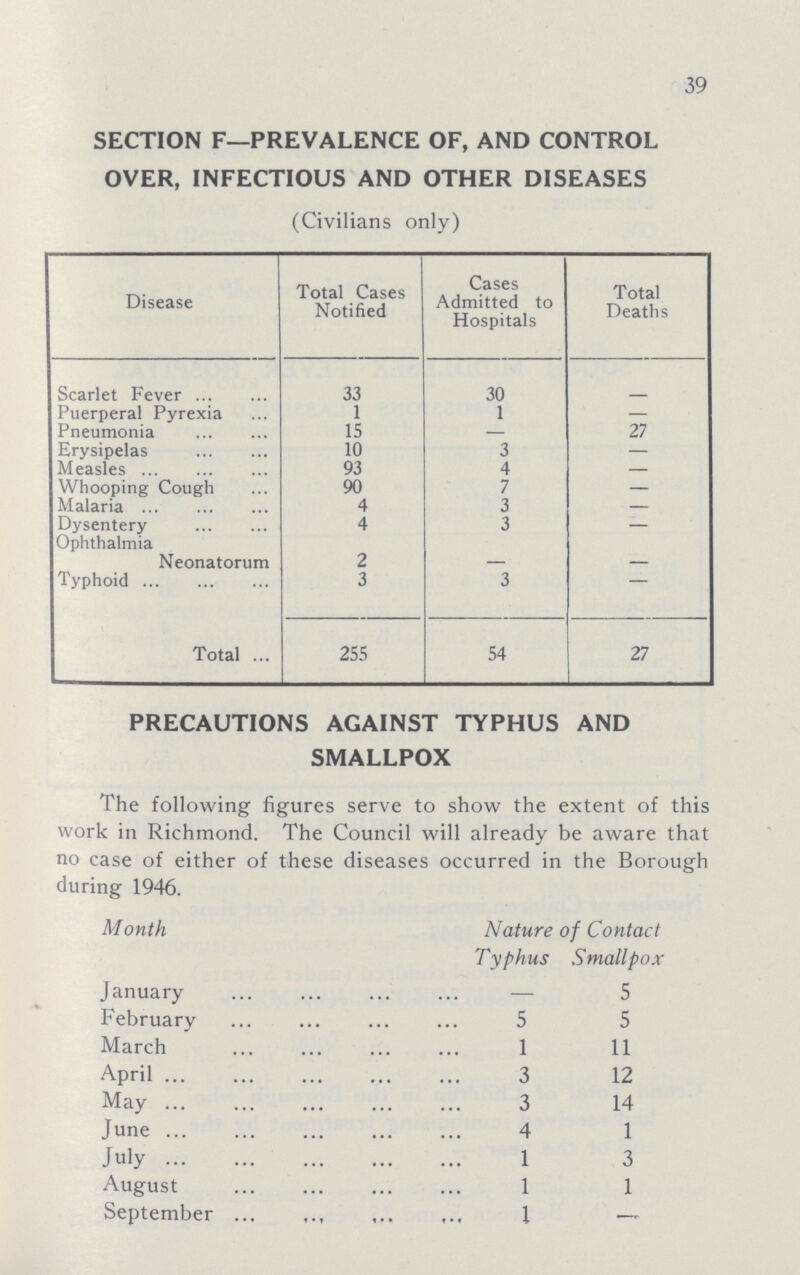 39
SECTION F—PREVALENCE OF, AND CONTROL
OVER, INFECTIOUS AND OTHER DISEASES
(Civilians only)
Disease | Total Cases Notified | Cases Admitted to Hospitals | Total Deaths
Scarlet Fever ... ... 33 30 —
Puerperal Pyrexia ... 1 1 —
Pneumonia ... ... 15 — 27
Erysipelas ... ... 10 3 —
Measles ... ... ... 93 4 —
Whooping Cough ... 90 7 —
Malaria ... ... ... 4 3 —
Dysentery ... ... 4 3 —
Ophthalmia
Neonatorum 2 — —
Typhoid ... ... ... 3 3 —
Total ... 255 54 27
PRECAUTIONS AGAINST TYPHUS AND
SMALLPOX
The following figures serve to show the extent of this
work in Richmond. The Council will already be aware that
no case of either of these diseases occurred in the Borough
during 1946.
Month Nature of Contact
Typhus Smallpox
January ... ... ... ... — 5
February ... ... ... ... 5 5
March ... ... ... ... 1 11
April ... ... ... ... ... 3 12
May ... ... ... ... ... 3 14
June ... ... ... ... ... 4 1
July ... ... ... ... ... 1 3
August ... ... ... ... 1 1
September ... ... ... ... 1 —